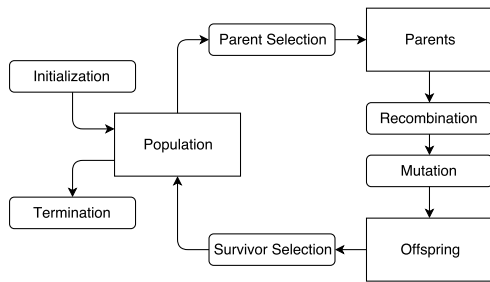 Parent Selection
Parents
Initialization
Recombination
Population
Mutation
Termination
Survivor Selection
Offspring